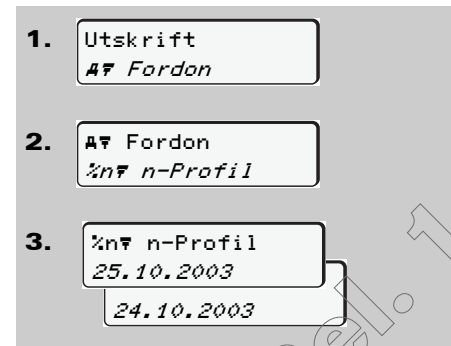 1.
Utskrift
A▼ Fordon
2.
A▼ Fordon
%n▼ n-Profil
3.
%n▼ n-Profil
25.10.2003
24.10.2003